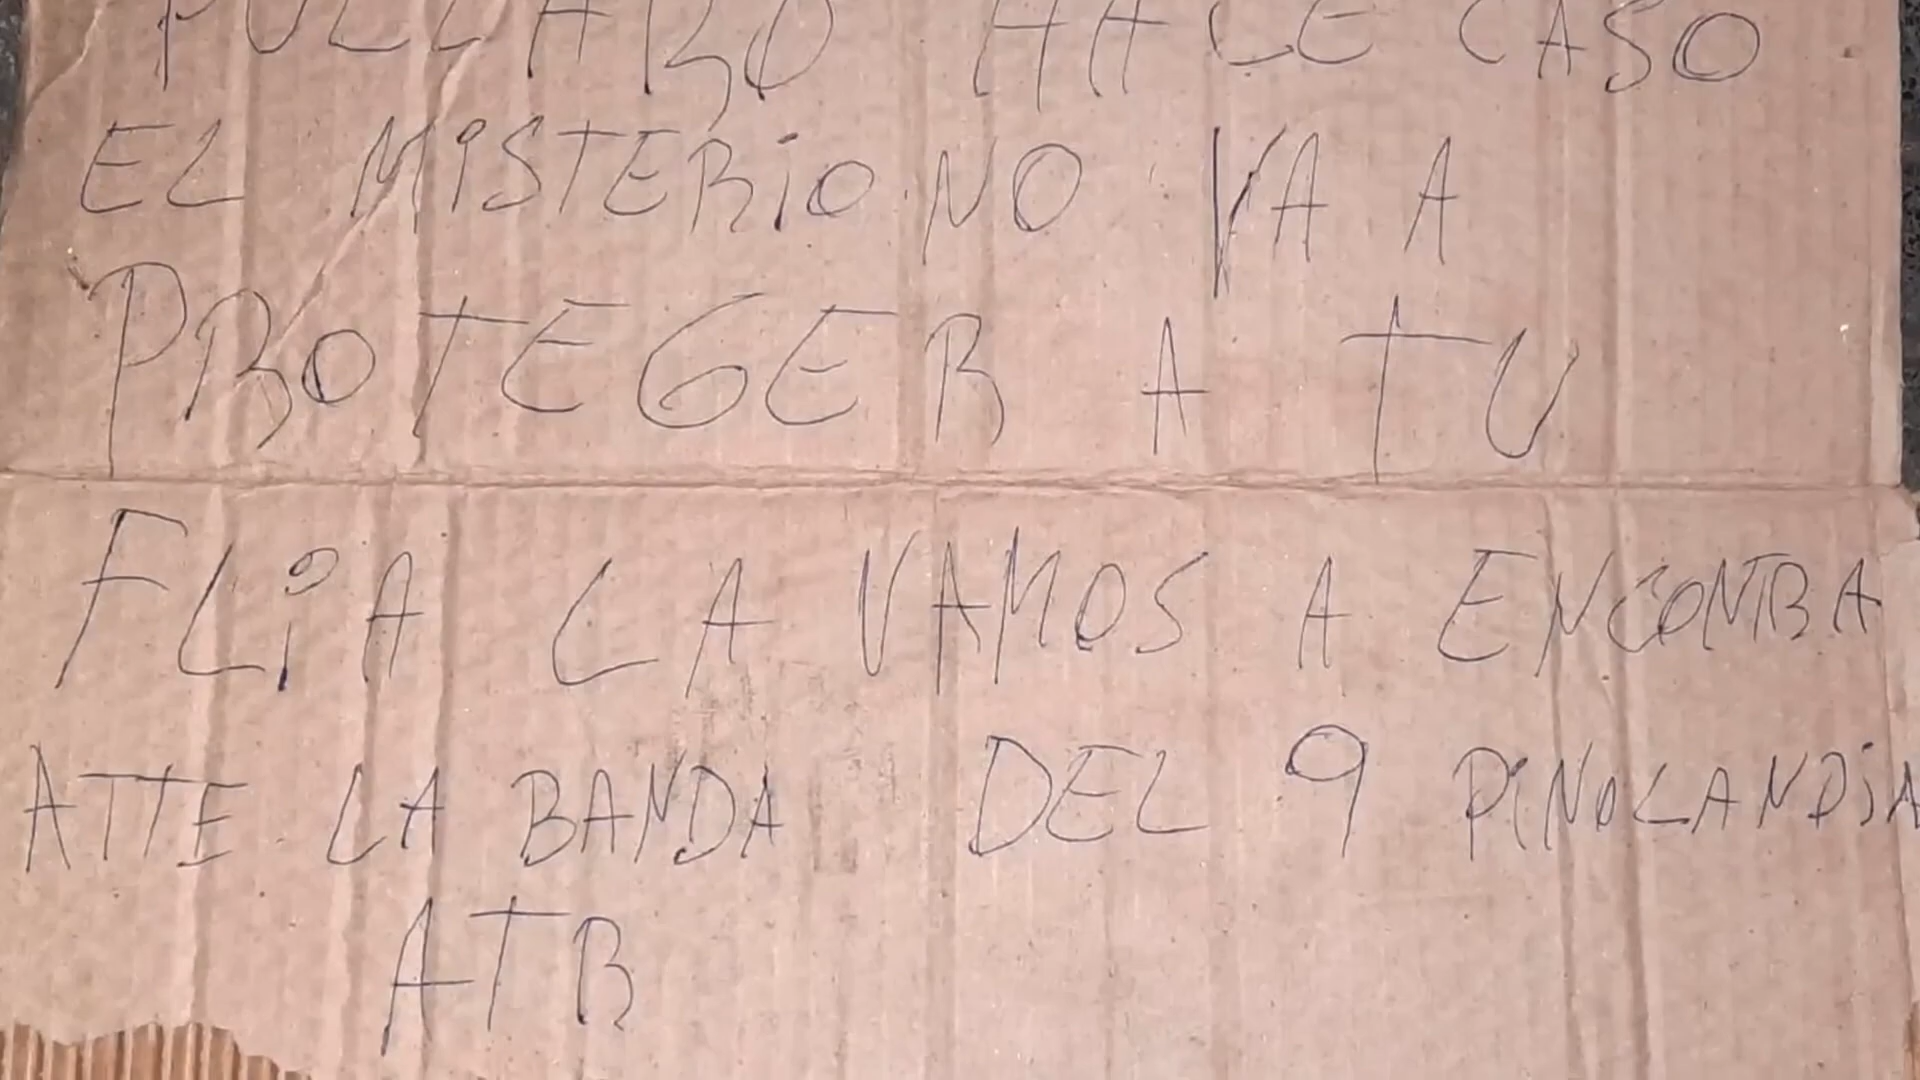 PULLARO HACE CASO
EL MISTERIO NO VA A
PROTEGER A TU
FLIA LA VAMOS A ENCONTRA
ATTE LA BANDA DEL 9 PINOLANDIA
ATR